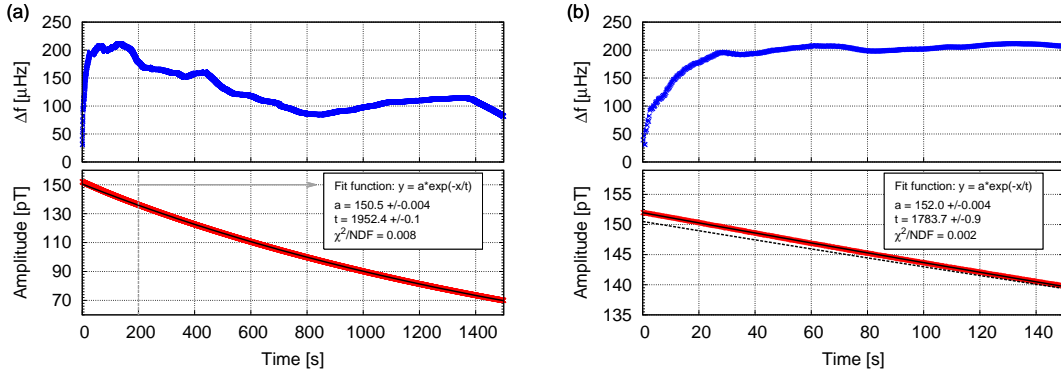 (a)
250
200
150
100
50
0
Δf [μHz]
150
130
110
90
70
Amplitude [pT]
Fit function: y = a*exp(-x/t)
a = 150.5 +/-0.004
t = 1952.4 +/-0.1
χ²/NDF = 0.008
0 200 400 600 800 1000 1200 1400
Time [s]
(b)
250
200
150
100
50
0
Δf [μHz]
155
150
145
140
135
Amplitude [pT]
Fit function: y = a*exp(-x/t)
a = 152.0 +/-0.004
t = 1783.7 +/-0.9
χ²/NDF = 0.002
0 20 40 60 80 100 120 140
Time [s]